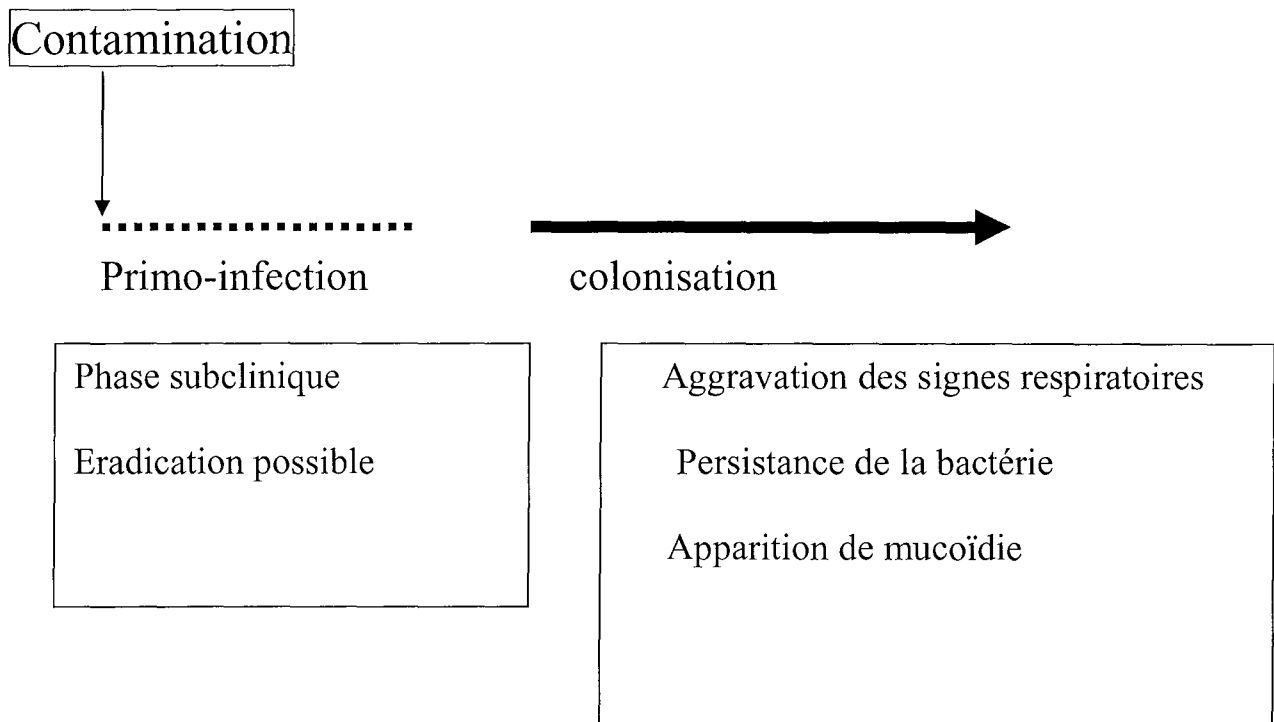 Contamination
Primo-infection
colonisation
Phase subclinique
Eradication possible
Aggravation des signes respiratoires
Persistance de la bactérie
Apparition de mucoïdie